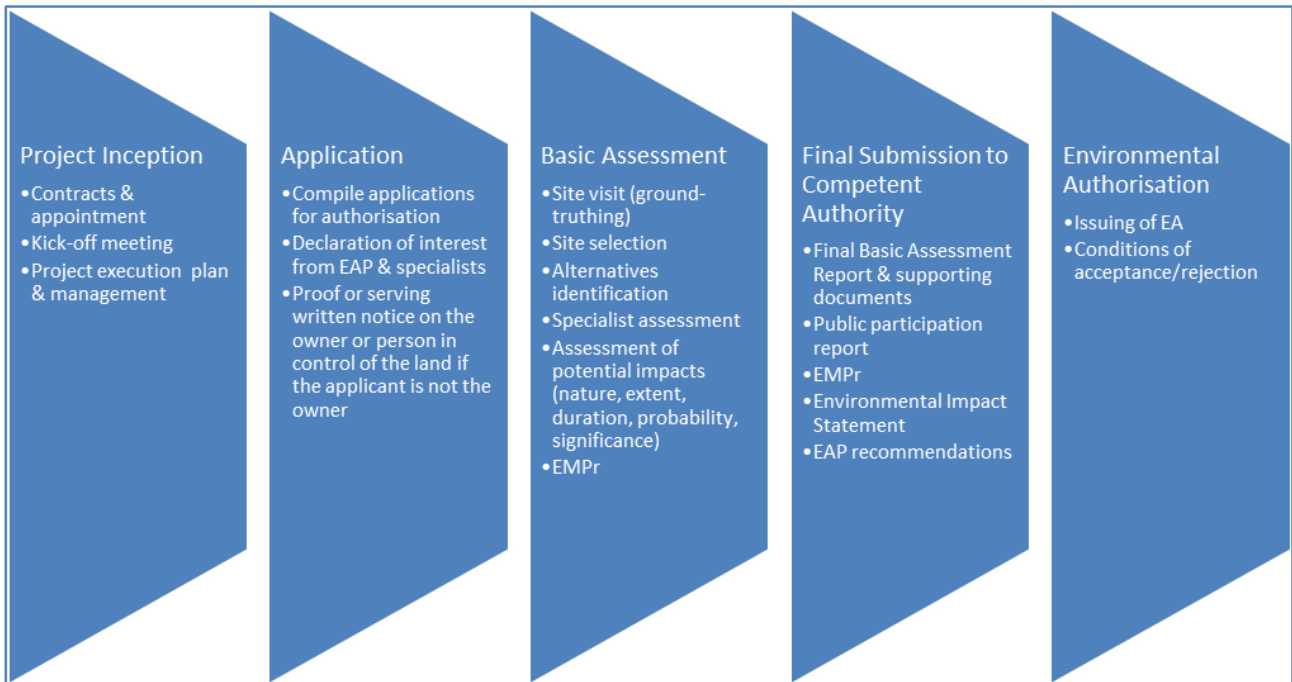 Project Inception
•Contracts &
appointment
•Kick-off meeting
•Project execution plan
& management
Application
•Compile applications
for authorisation
•Declaration of interest
from EAP & specialists
•Proof or serving
written notice on the
owner or person in
control of the land if
the applicant is not the
owner
Basic Assessment
•Site visit (ground-
truthing)
•Site selection
•Alternatives
identification
•Specialist assessment
•Assessment of
potential impacts
(nature, extent,
duration, probability,
significance)
•EMPr
Final Submission to
Competent
Authority
•Final Basic Assessment
Report & supporting
documents
•Public participation
report
•EMPr
•Environmental Impact
Statement
•EAP recommendations
Environmental
Authorisation
•Issuing of EA
•Conditions of
acceptance/rejection